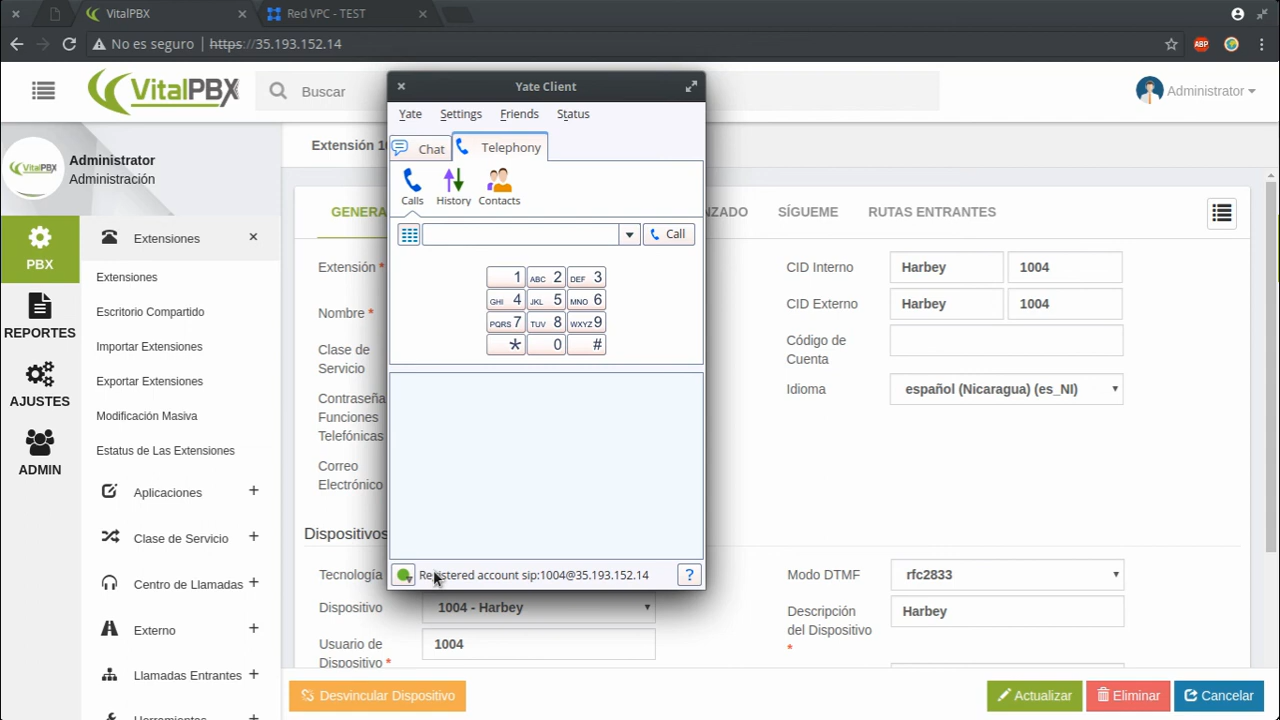 VitalPBX
Red VPC - TEST
No es seguro
https://35.193.152.14
ABP
VitalPBX
Buscar
Administrator
Administrator
Administración
PBX
REPORTES
AJUSTES
ADMIN
Extensiones
Extensiones
Escritorio Compartido
Importar Extensiones
Exportar Extensiones
Modificación Masiva
Estatus de Las Extensiones
Aplicaciones
Clase de Servicio
Centro de Llamadas
Externo
Llamadas Entrantes
Extensión
SÍGUEME
RUTAS ENTRANTES
Extensión *
Nombre *
Clase de
Servicio
Contraseña
Funciones
Telefónicas
Correo
Electrónico
CID Interno
Harbey
1004
CID Externo
Harbey
1004
Código de
Cuenta
Idioma
español (Nicaragua) (es_NI)
Dispositivos
Tecnología
Dispositivo
1004 - Harbey
Usuario de
Dispositivo *
1004
Modo DTMF
rfc2833
Descripción
del Dispositivo
*
Harbey
Desvincular Dispositivo
Actualizar
Eliminar
Cancelar
Yate Client
Yate
Settings
Friends
Status
Chat
Telephony
Calls
History
Contacts
Call
1
ABC 2
DEF 3
GHI 4
JKL 5
MNO 6
PQRS 7
TUV 8
WXYZ 9
*
0
#
Registered account sip:1004@35.193.152.14
?